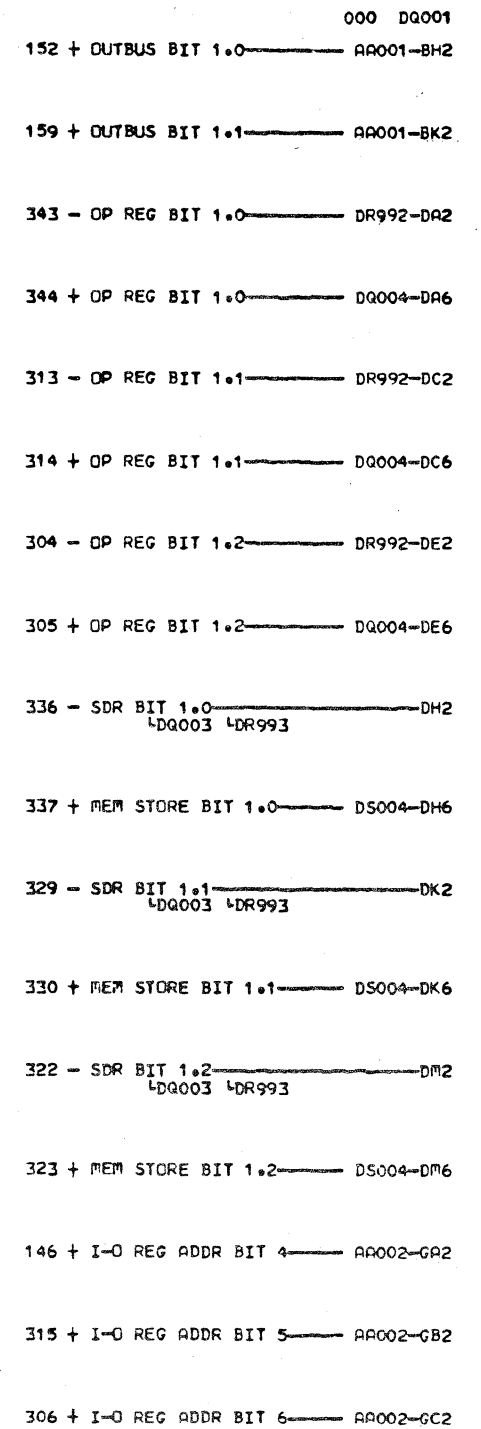 000 DQ001
152 + OUTBUS BIT 1.0 AA001-BH2
159 + OUTBUS BIT 1.1 AA001-BK2
343 - OP REG BIT 1.0 DR992-DA2
344 + OP REG BIT 1.0 DQ004-DA6
313 - OP REG BIT 1.1 DR992-DC2
314 + OP REG BIT 1.1 DQ004-DC6
304 - OP REG BIT 1.2 DR992-DE2
305 + OP REG BIT 1.2 DQ004-DE6
336 - SDR BIT 1.0 DH2
DQ003 DR993
337 + MEM STORE BIT 1.0 DS004-DH6
329 - SDR BIT 1.1 DK2
DQ003 DR993
330 + MEM STORE BIT 1.1 DS004-DK6
322 - SDR BIT 1.2 DM2
DQ003 DR993
323 + MEM STORE BIT 1.2 DS004-DM6
146 + I-O REG ADDR BIT 4 AA002-GA2
315 + I-O REG ADDR BIT 5 AA002-GB2
306 + I-O REG ADDR BIT 6 AA002-GC2